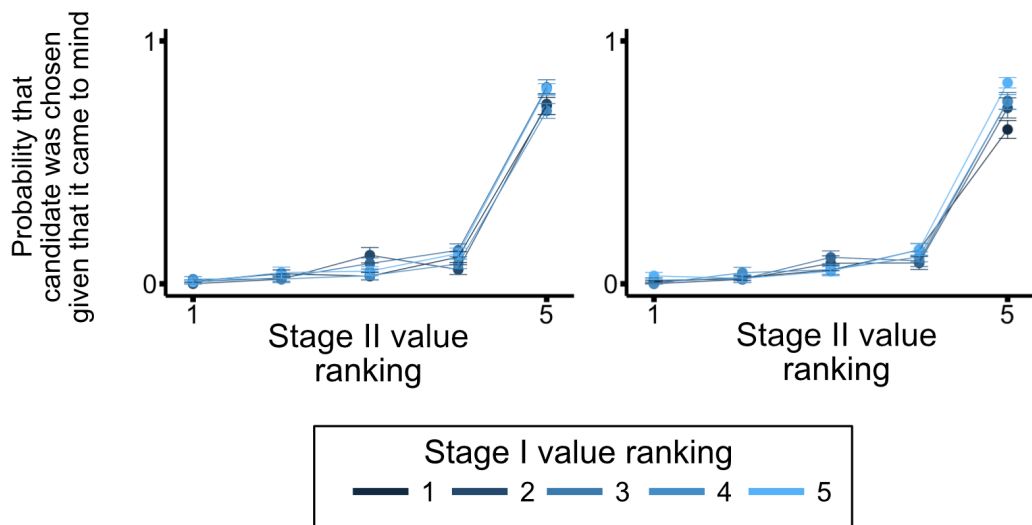 Probability that
candidate was chosen
given that it came to mind
1
0
1
5
Stage II value
ranking
1
0
1
5
Stage II value
ranking
Stage I value ranking
1 2 3 4 5